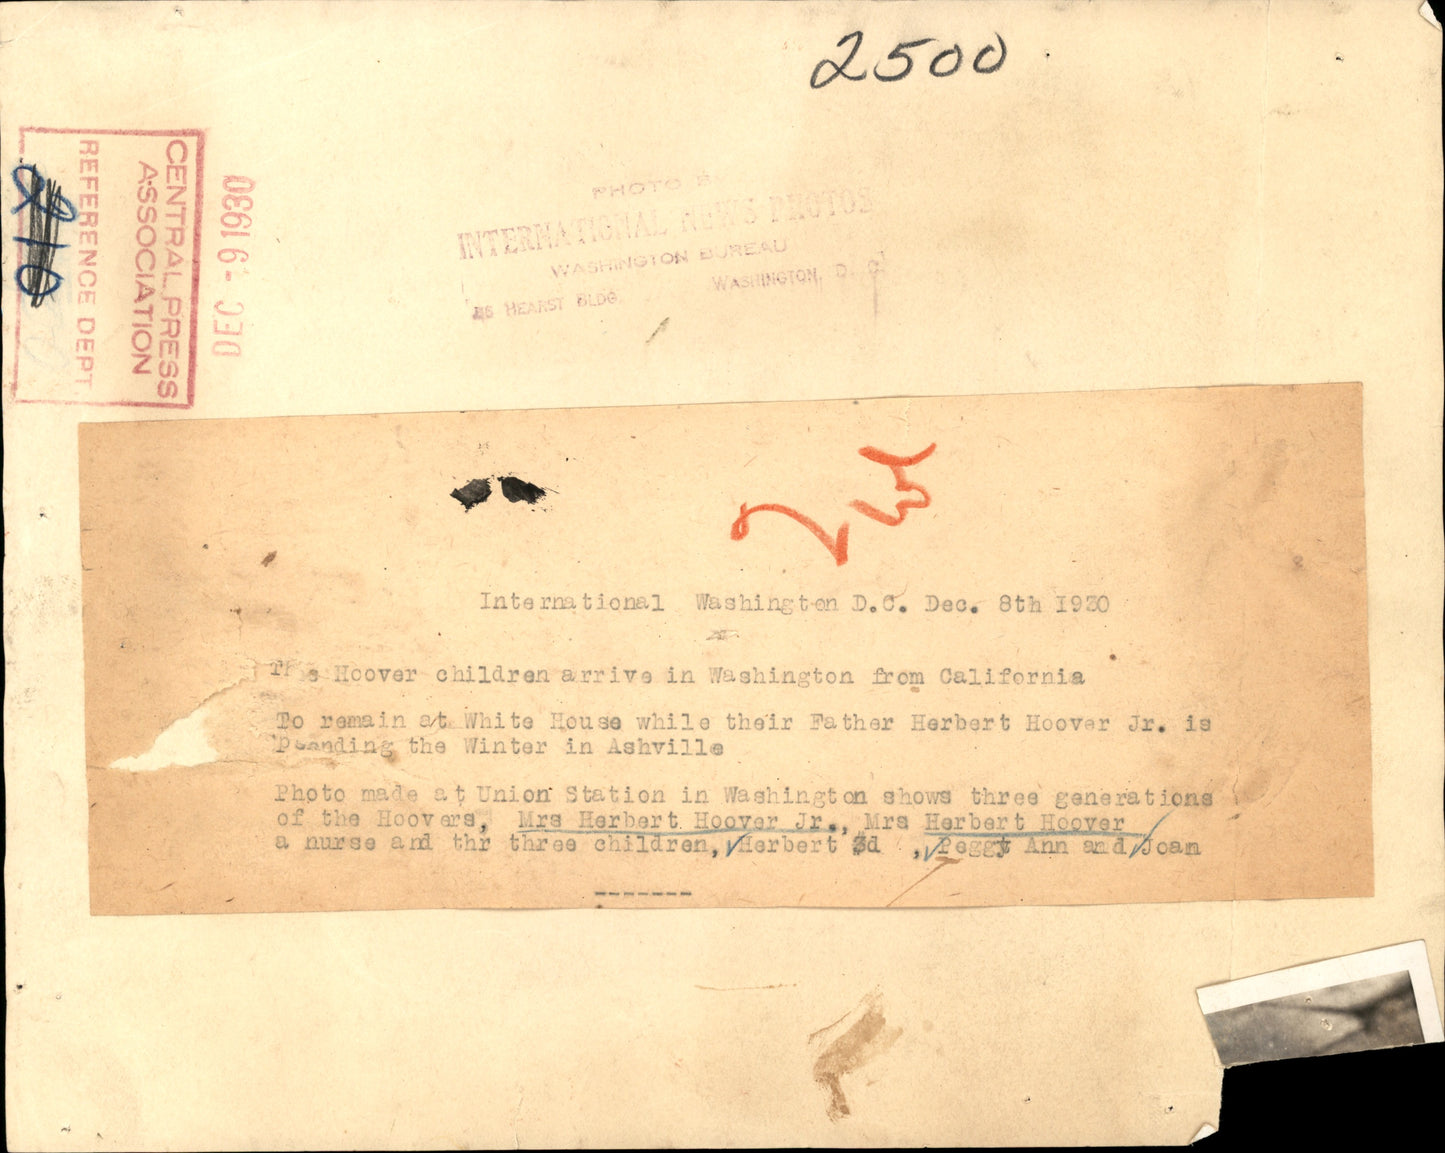 2500
CENTRAL PRESS
ASSOCIATION
REFERENCE DEPT
210
DEC -9 1930
PHOTO
INTERNATIONAL NEWS PHOTOS
WASHINGTON BUREAU
HEARST BLDG. WASHINGTON, D. C.
International Washington D.C. Dec. 8th 1930
The Hoover children arrive in Washington from California
To remain at White House while their Father Herbert Hoover Jr. is
the Winter in Ashville
Photo made at Union Station in Washington shows three generations
of the Hoovers, Mrs Herbert Hoover Jr., Mrs Herbert Hoover
a nurse and thr three children, Herbert 3d , Peggy Ann and Joan
-------